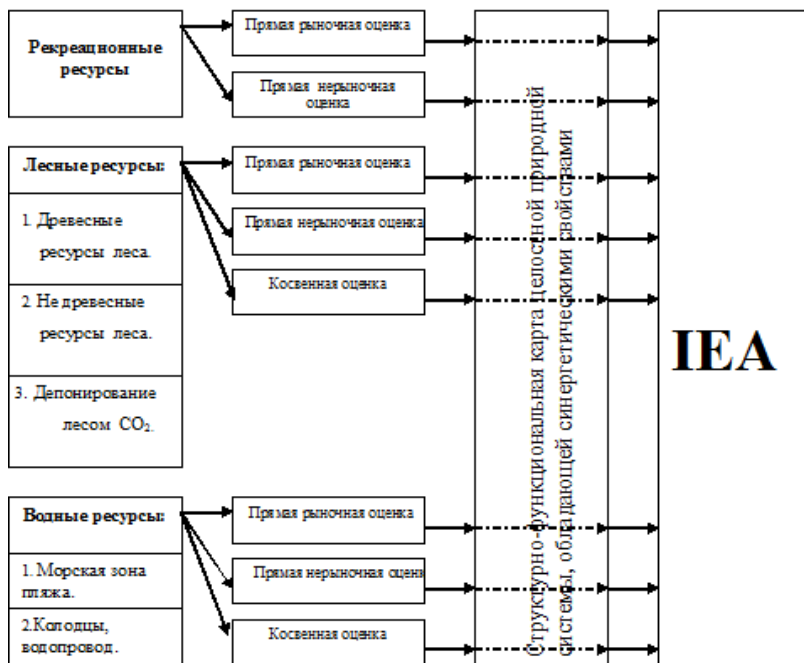 Рекреационные
ресурсы
Прямая рыночная оценка
Прямая нерыночная
оценка
Лесные ресурсы:
1. Древесные
ресурсы леса.
2. Не древесные
ресурсы леса.
3. Депонирование
лесом CO₂.
Прямая рыночная оценка
Прямая нерыночная оценка
Косвенная оценка
Водные ресурсы:
1. Морская зона
пляжа.
2.Колодцы,
водопровод.
Прямая рыночная оценка
Прямая нерыночная оценк
Косвенная оценка
Структурно-функциональная карта целостной природной
системы, обладающей синергетическими свойствами
IEA